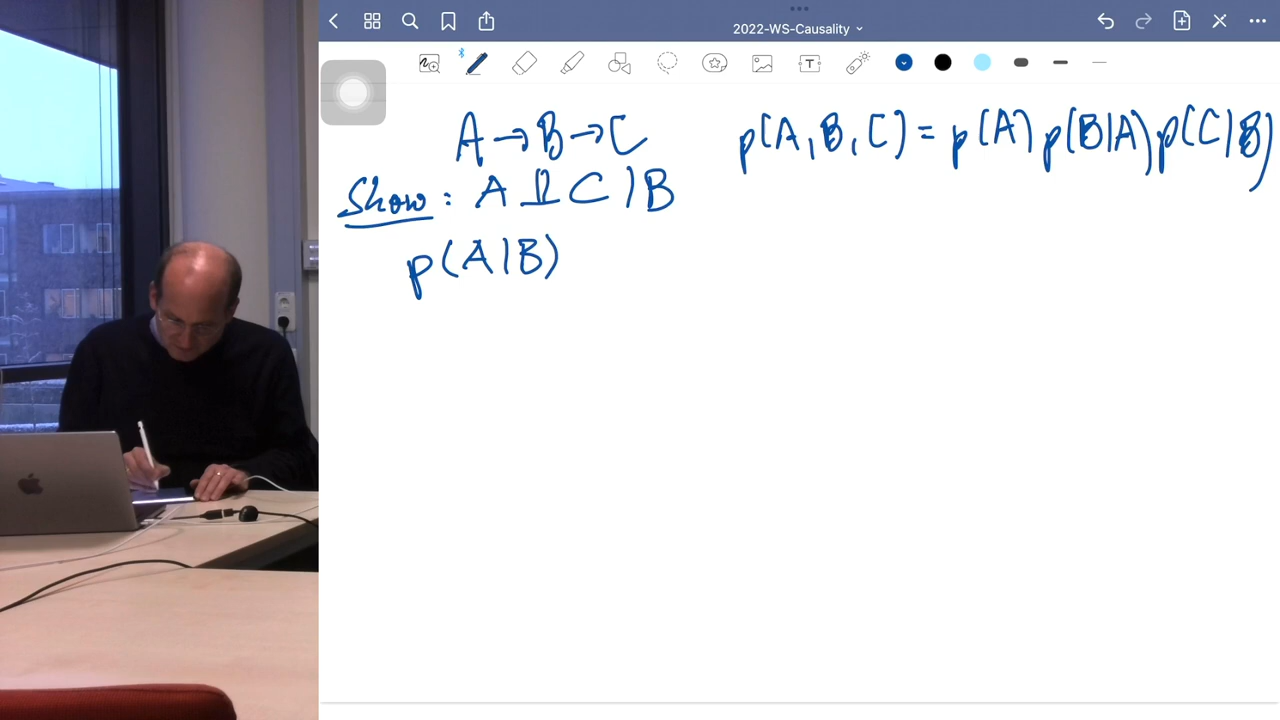 2022-WS-Causality
A → B → C
p(A, B, C) = p(A) p(B|A) p(C|B)
Show: A ⫫ C | B
p(A|B)